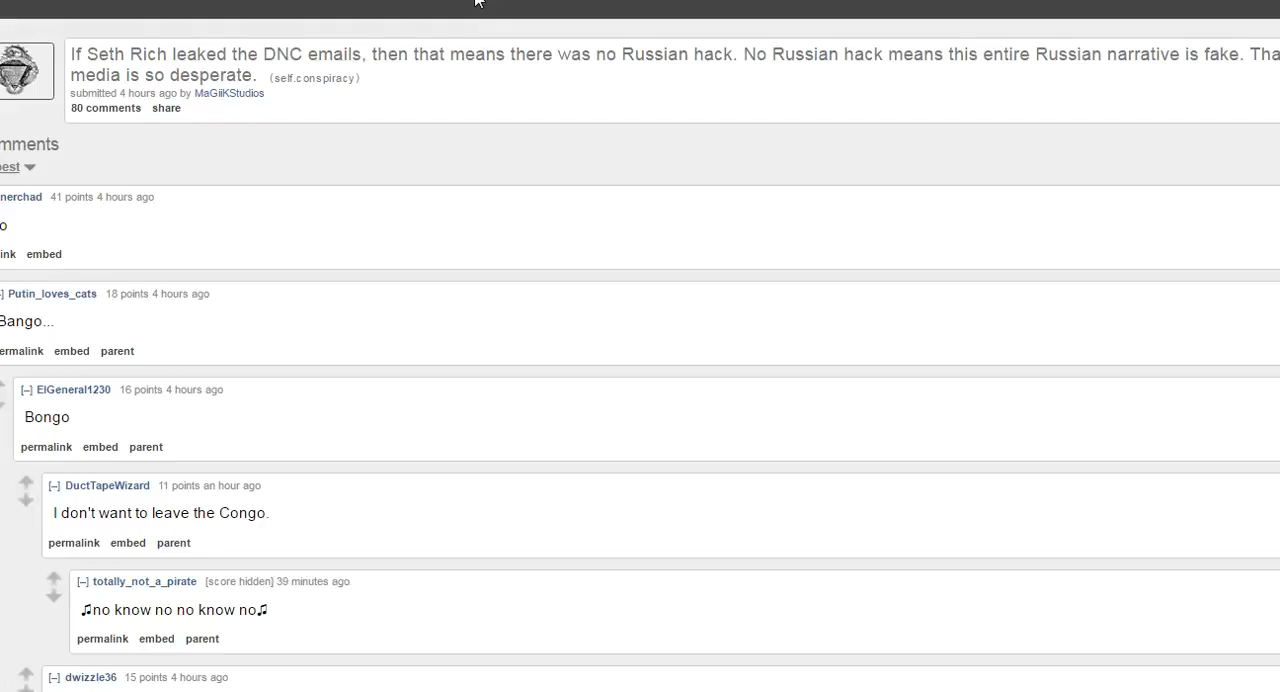 If Seth Rich leaked the DNC emails, then that means there was no Russian hack. No Russian hack means this entire Russian narrative is fake. Tha
media is so desperate. (self.conspiracy)
submitted 4 hours ago by MaGiiKStudios
80 comments share
mments
best
nerchad 41 points 4 hours ago
o
ink embed
Putin_loves_cats 18 points 4 hours ago
Bango...
ermalink embed parent
[–] ElGeneral1230 16 points 4 hours ago
Bongo
permalink embed parent
[–] DuctTapeWizard 11 points an hour ago
I don't want to leave the Congo.
permalink embed parent
[–] totally_not_a_pirate [score hidden] 39 minutes ago
♫no know no no know no♫
permalink embed parent
[–] dwizzle36 15 points 4 hours ago